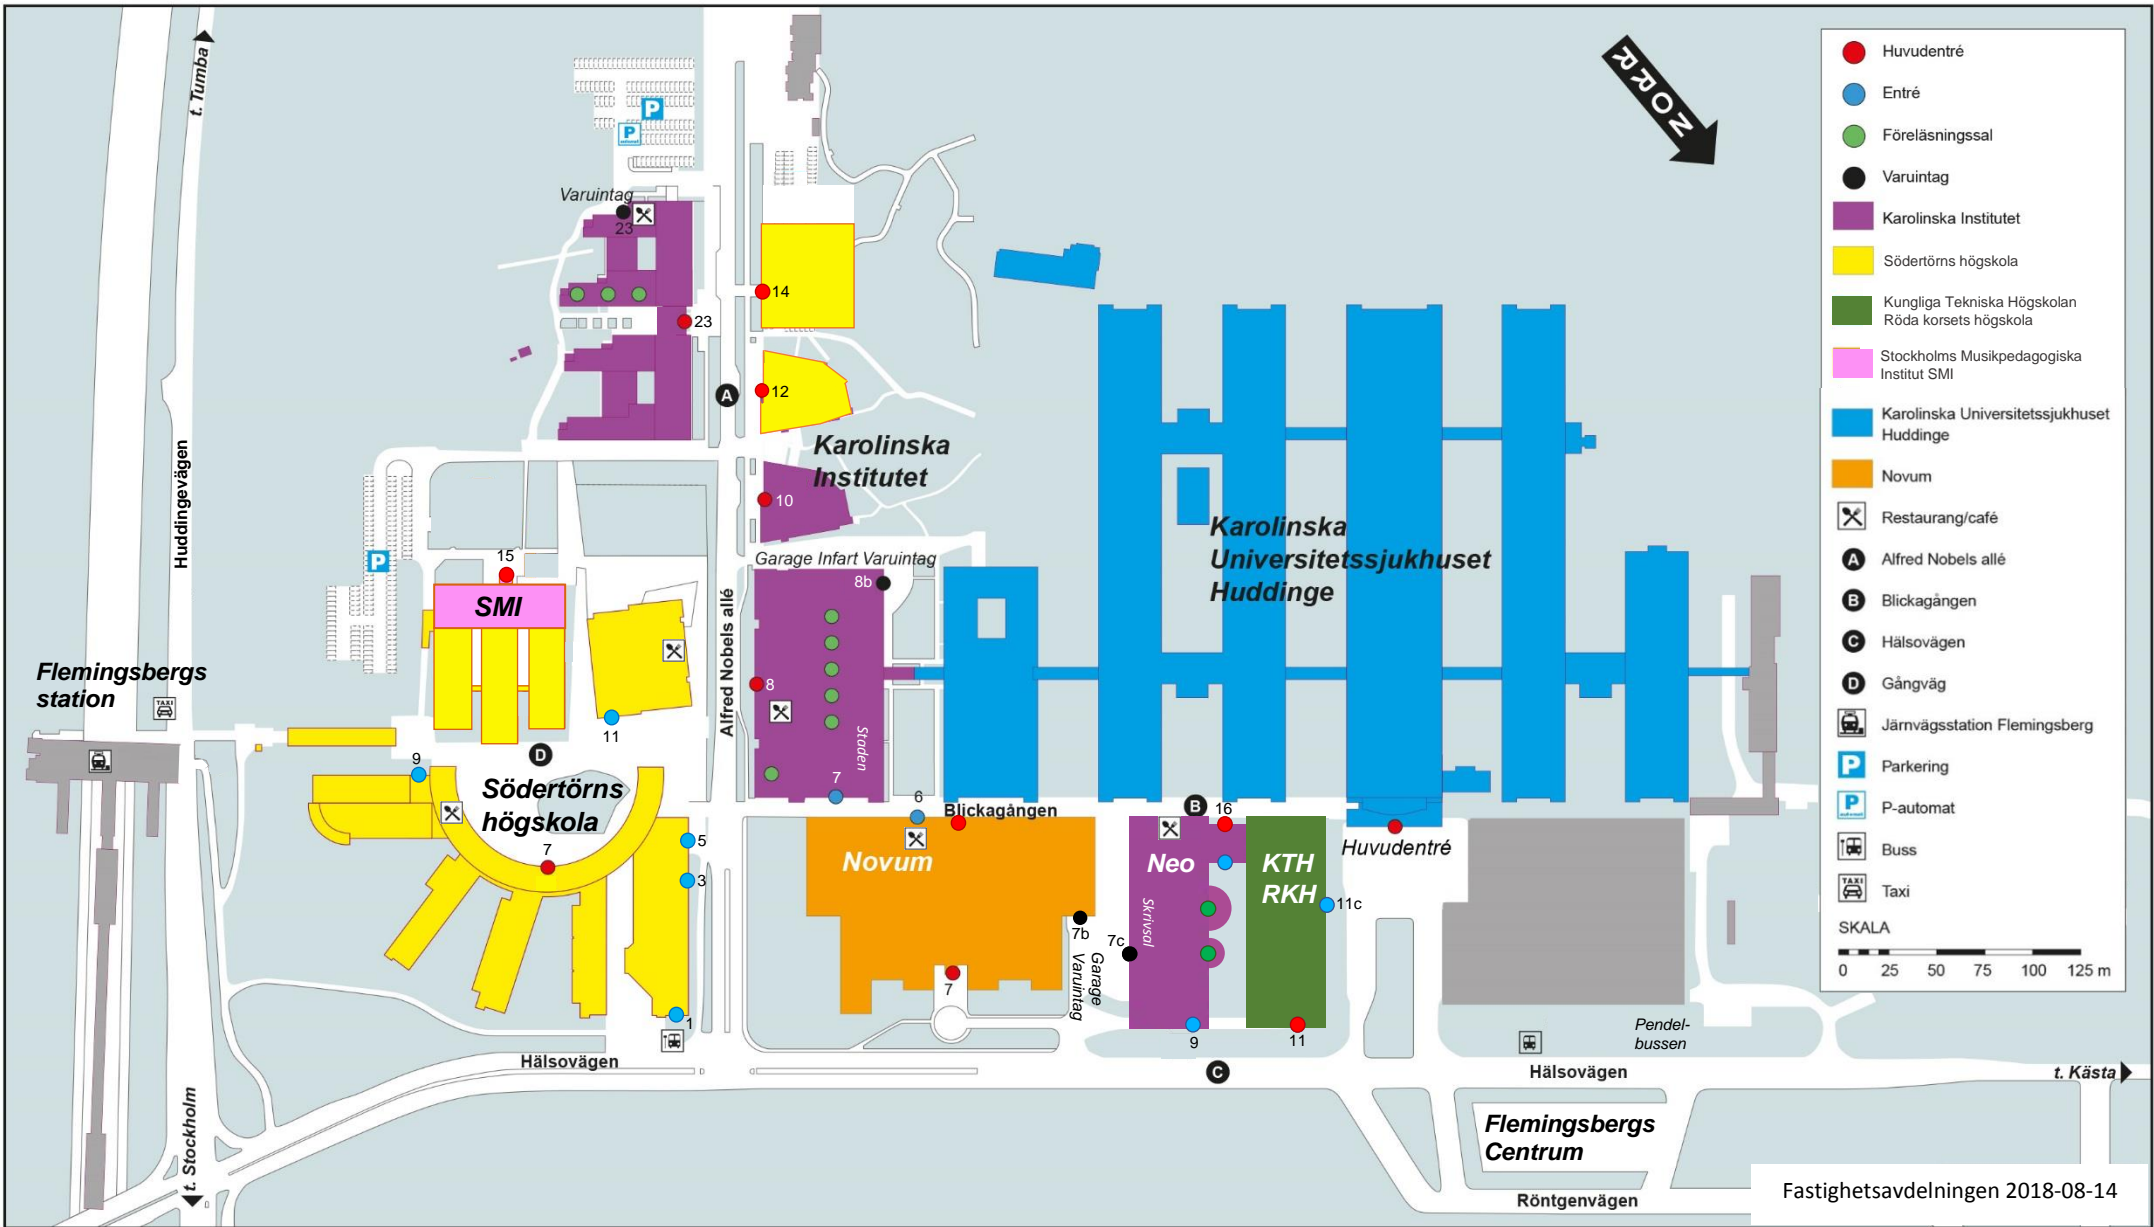 t. Tumba
Huddingevägen
Flemingsbergs
station
TAXI
t. Stockholm
P
P
automat
Varuintag
23
23
14
12
A
Karolinska
Institutet
10
P
15
SMI
11
Garage Infart Varuintag
8b
Alfred Nobels allé
8
Staden
7
D
9
Södertörns
högskola
7
5
3
1
6
Blickagången
Novum
7
7b
Garage
Varuintag
7c
B
16
Neo
Skrivsal
KTH
RKH
11c
9
11
Karolinska
Universitetssjukhuset
Huddinge
Huvudentré
Hälsovägen
C
Pendel-
bussen
Hälsovägen
t. Kästa
Flemingsbergs
Centrum
Röntgenvägen
NORR
Huvudentré
Entré
Föreläsningssal
Varuintag
Karolinska Institutet
Södertörns högskola
Kungliga Tekniska Högskolan
Röda korsets högskola
Stockholms Musikpedagogiska
Institut SMI
Karolinska Universitetssjukhuset
Huddinge
Novum
Restaurang/café
A Alfred Nobels allé
B Blickagången
C Hälsovägen
D Gångväg
Järnvägsstation Flemingsberg
P Parkering
P automat P-automat
Buss
TAXI Taxi
SKALA
0 25 50 75 100 125 m
Fastighetsavdelningen 2018-08-14